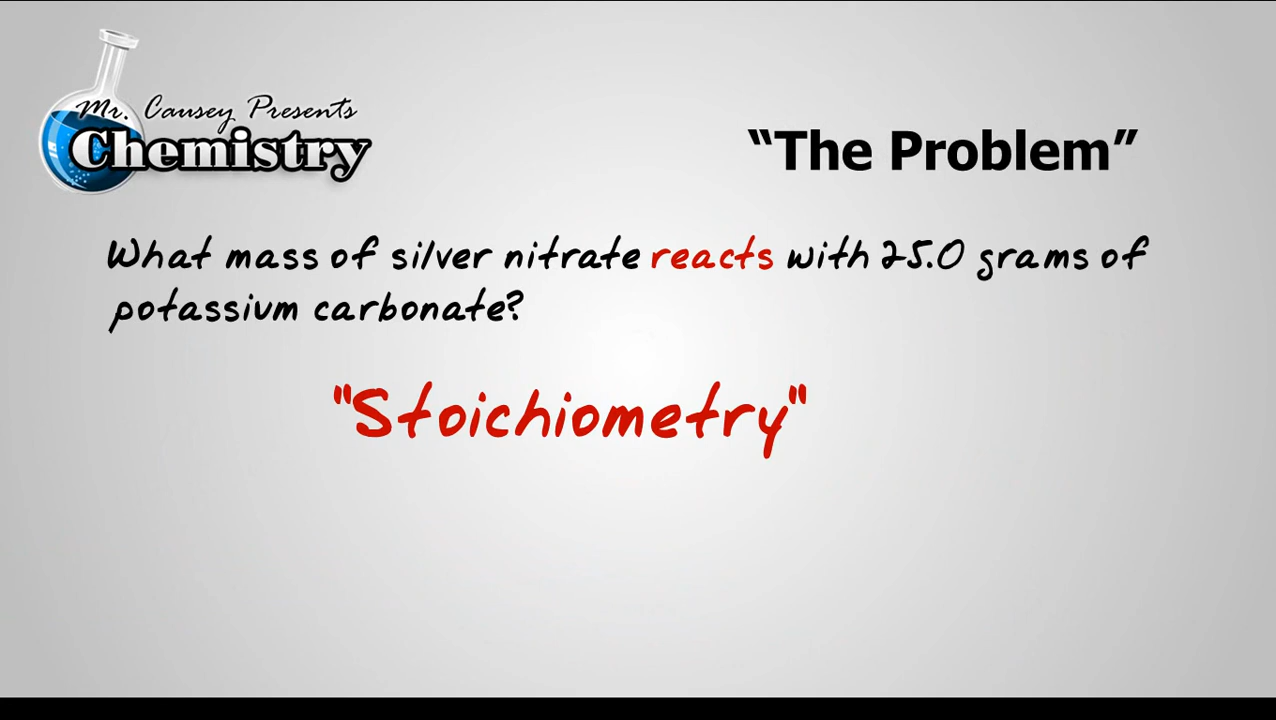 Mr. Causey Presents
Chemistry
“The Problem”
What mass of silver nitrate reacts with 25.0 grams of
potassium carbonate?
"Stoichiometry"